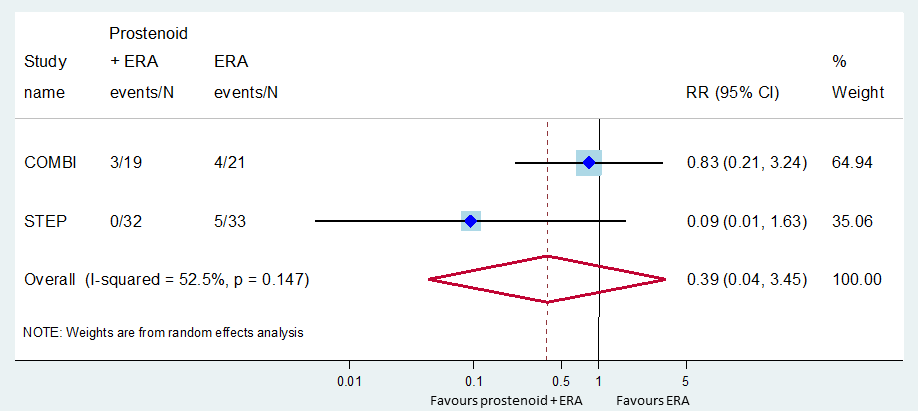 Prostenoid
Study + ERA ERA %
name events/N events/N RR (95% CI) Weight
COMBI 3/19 4/21 0.83 (0.21, 3.24) 64.94
STEP 0/32 5/33 0.09 (0.01, 1.63) 35.06
Overall (I-squared = 52.5%, p = 0.147) 0.39 (0.04, 3.45) 100.00
NOTE: Weights are from random effects analysis
0.01 0.1 0.5 1 5
Favours prostenoid + ERA Favours ERA